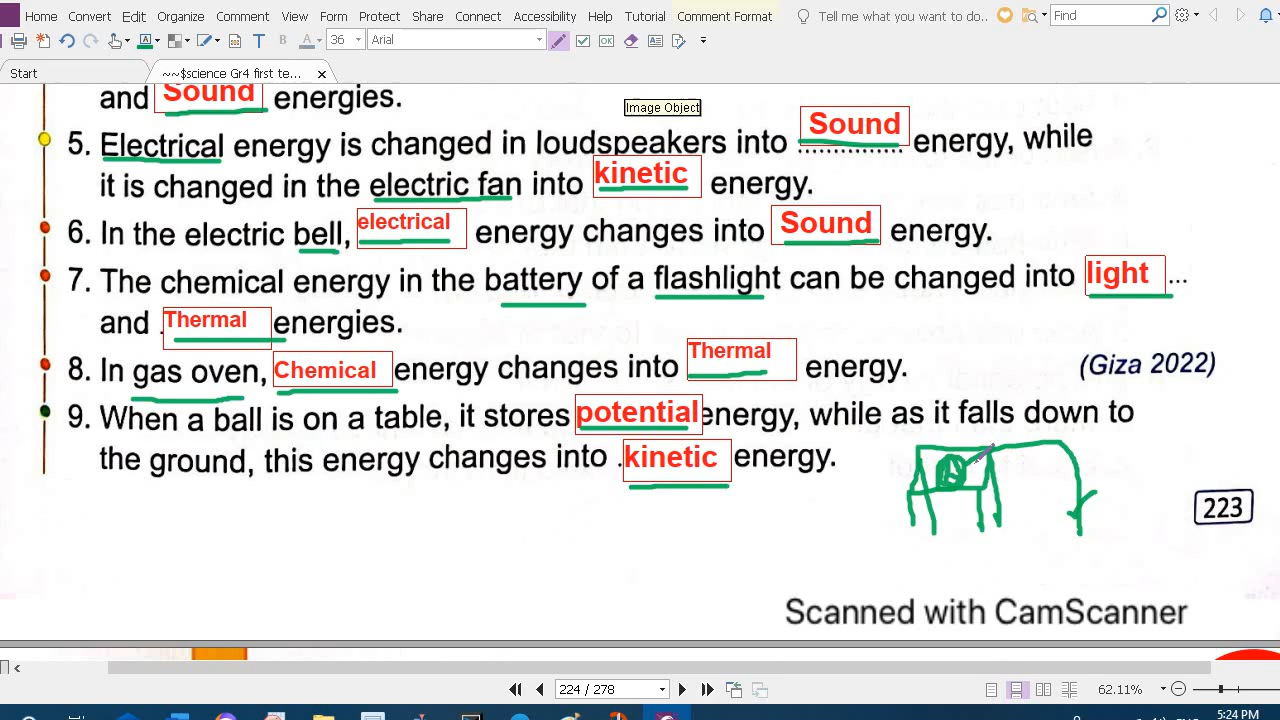 Home Convert Edit Organize Comment View Form Protect Share Connect Accessibility Help Tutorial Comment Format Tell me what you want to do.. Find
36 Arial
Start ~~$science Gr4 first te...
and Sound energies.
Image Object
5. Electrical energy is changed in loudspeakers into Sound energy, while
it is changed in the electric fan into kinetic energy.
6. In the electric bell, electrical energy changes into Sound energy.
7. The chemical energy in the battery of a flashlight can be changed into light ...
and Thermal energies.
8. In gas oven, Chemical energy changes into Thermal energy. (Giza 2022)
9. When a ball is on a table, it stores potential energy, while as it falls down to
the ground, this energy changes into kinetic energy.
223
Scanned with CamScanner
224 / 278 62.11%
5:24 PM